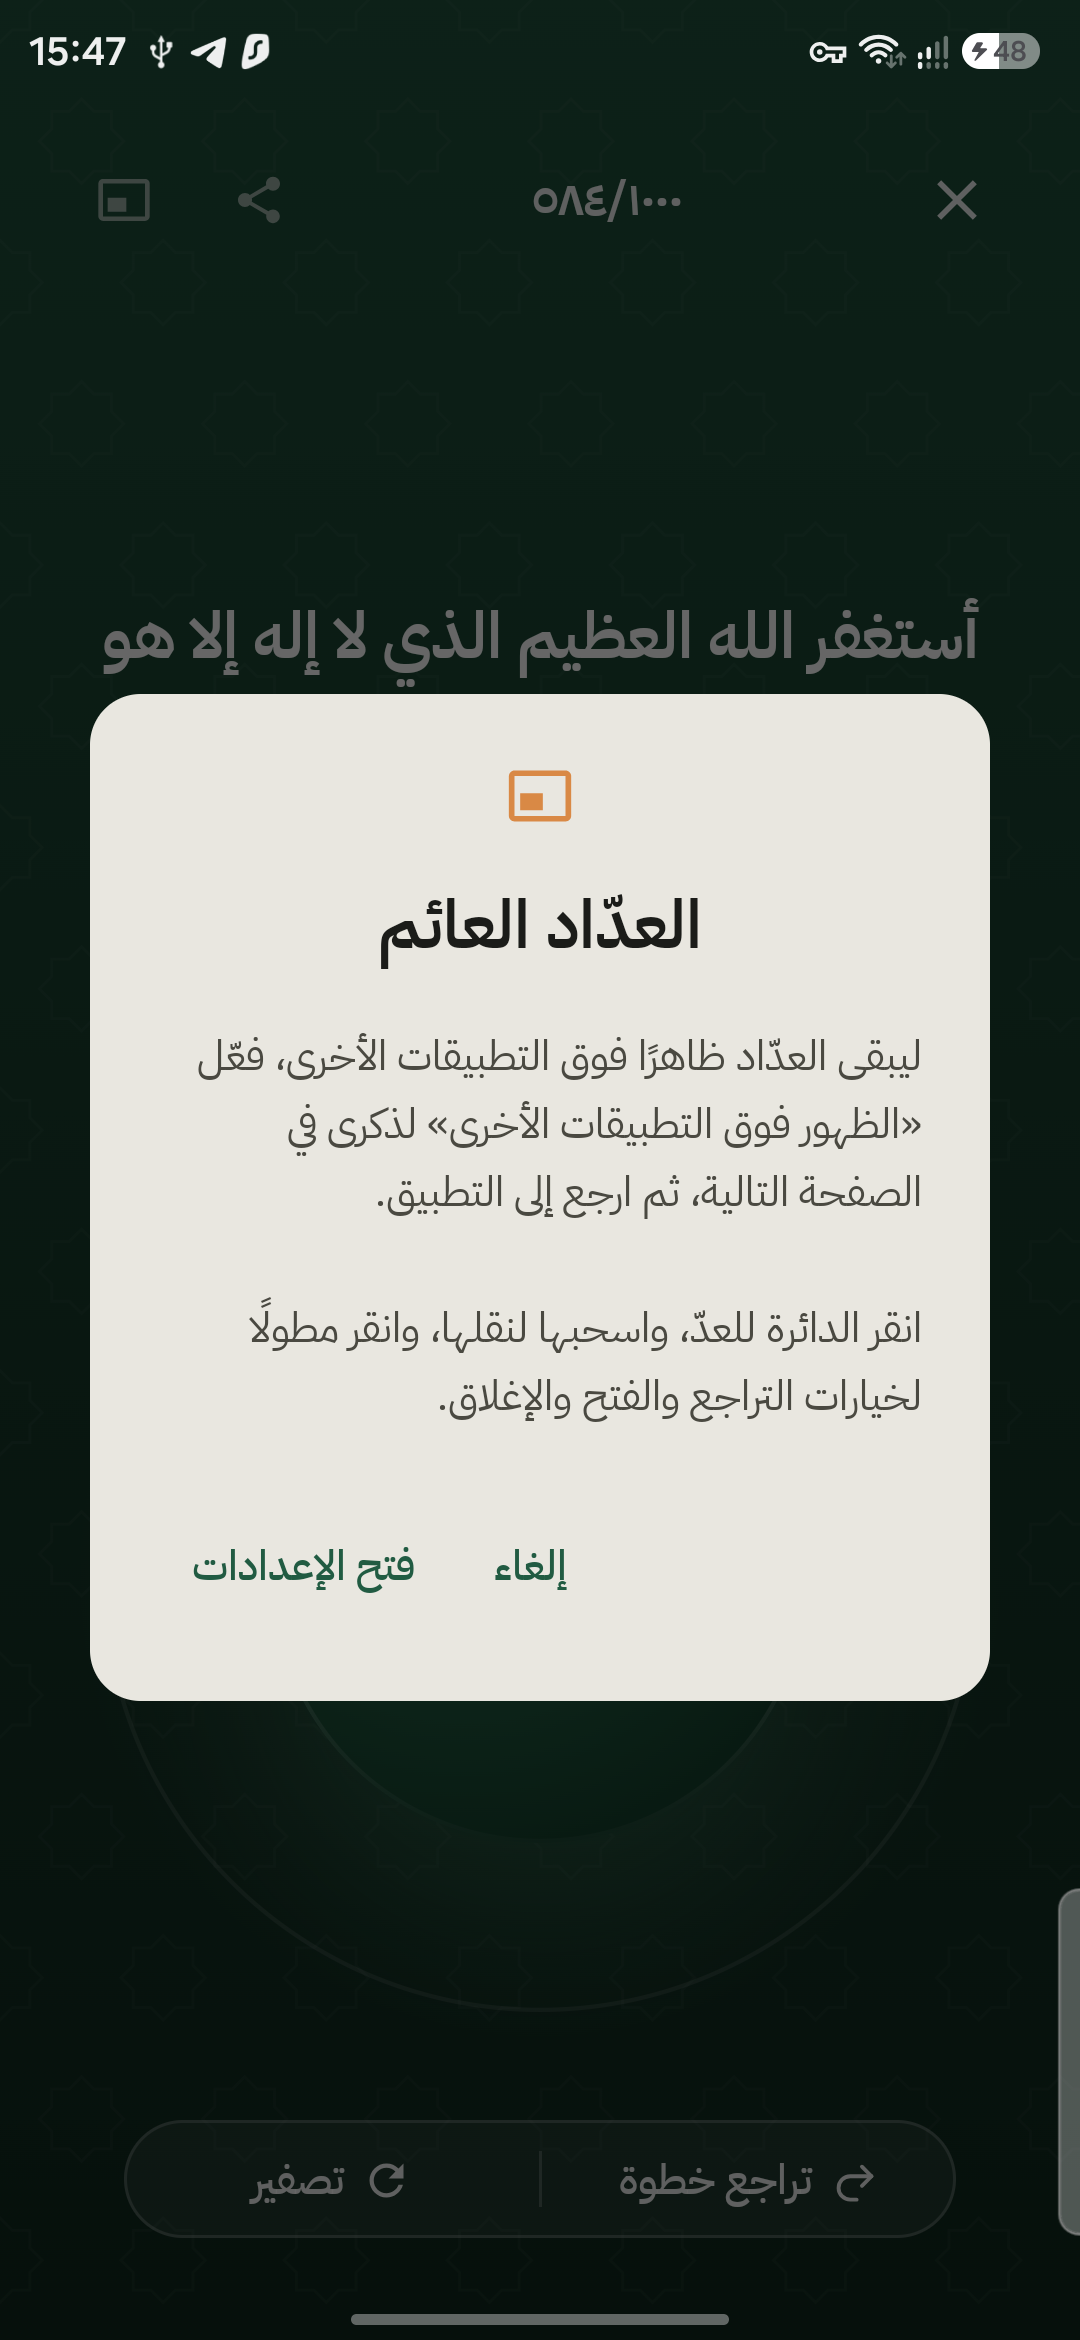 15:47
48
٥٨٤/١٠٠٠
أستغفر الله العظيم الذي لا إله إلا هو
العدّاد العائم
ليبقى العدّاد ظاهرًا فوق التطبيقات الأخرى، فعّل
«الظهور فوق التطبيقات الأخرى» لذكرى في
الصفحة التالية، ثم ارجع إلى التطبيق.
انقر الدائرة للعدّ، واسحبها لنقلها، وانقر مطولًا
لخيارات التراجع والفتح والإغلاق.
إلغاء
فتح الإعدادات
تراجع خطوة
تصفير